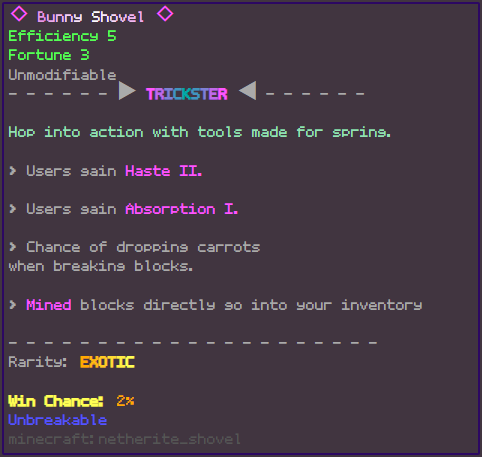 ◇ Bunny Shovel ◇
Efficiency 5
Fortune 3
Unmodifiable
- - - - - - ▶ TRICKSTER ◀ - - - - - -
Hop into action with tools made for spring.
> Users gain Haste II.
> Users gain Absorption I.
> Chance of dropping carrots
when breaking blocks.
> Mined blocks directly go into your inventory
- - - - - - - - - - - - - - - - - - - - - -
Rarity: EXOTIC
Win Chance: 2%
Unbreakable
minecraft:netherite_shovel